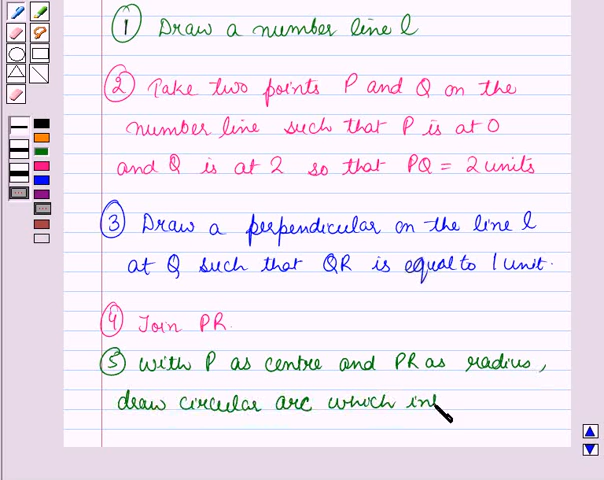 ① Draw a number line l
② Take two points P and Q on the
number line such that P is at 0
and Q is at 2 so that PQ = 2 units
③ Draw a perpendicular on the line l
at Q such that QR is equal to 1 unit.
④ Join PR.
⑤ With P as centre and PR as radius,
draw circular arc which int